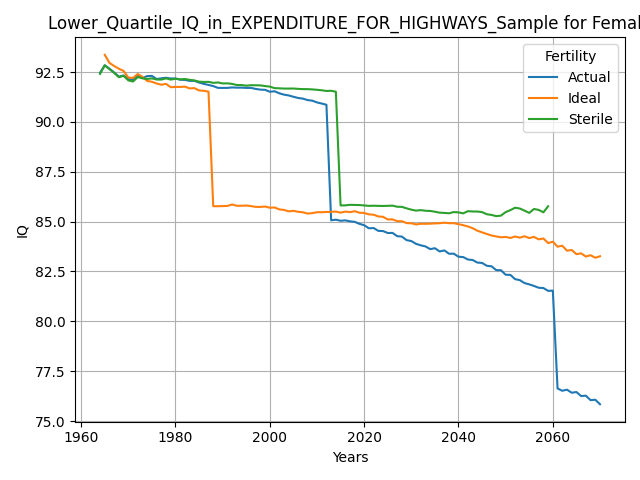 Lower_Quartile_IQ_in_EXPENDITURE_FOR_HIGHWAYS_Sample for Femal
Fertility
Actual
Ideal
Sterile
IQ
92.5
90.0
87.5
85.0
82.5
80.0
77.5
75.0
1960 1980 2000 2020 2040 2060
Years